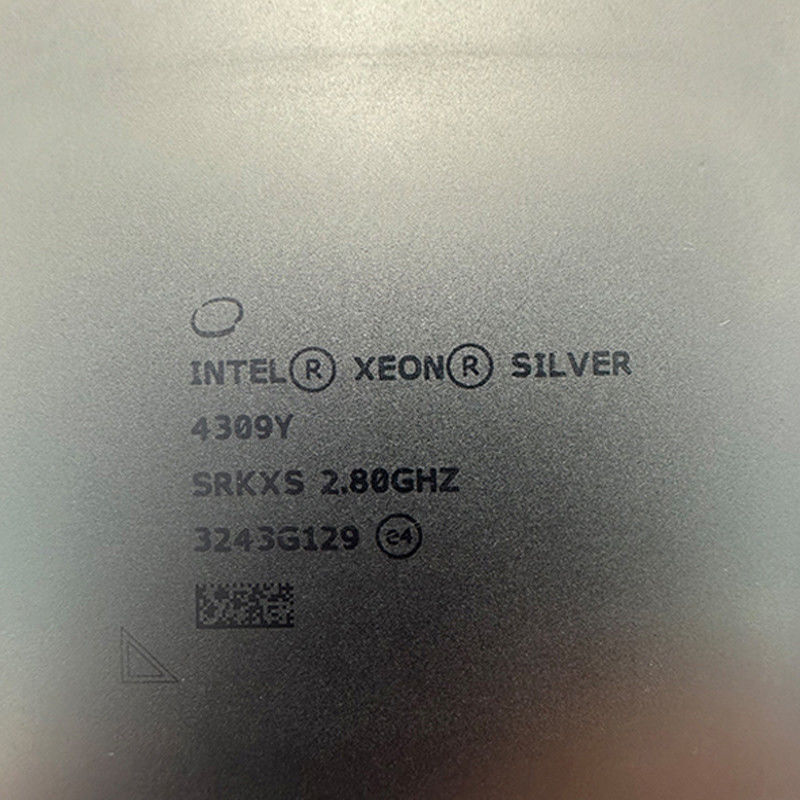 INTEL® XEON® SILVER
4309Y
SRKXS 2.80GHZ
3243G129 e4